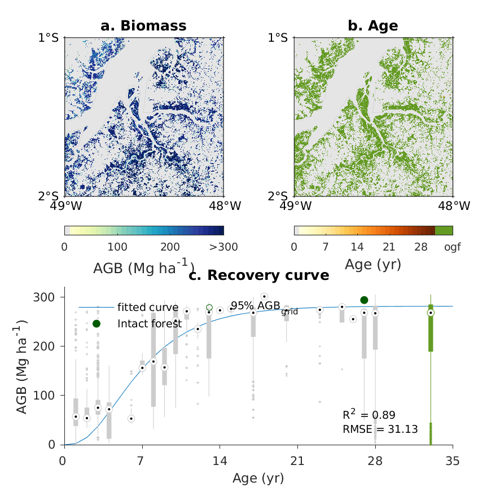 a. Biomass
b. Age
1°S
1°S
2°S
2°S
49°W
48°W
49°W
48°W
0 100 200 >300
0 7 14 21 28 ogf
AGB (Mg ha-1)
Age (yr)
c. Recovery curve
300
200
100
0
AGB (Mg ha-1)
fitted curve
95% AGBgrid
Intact forest
R2 = 0.89
RMSE = 31.13
0 7 14 21 28 35
Age (yr)